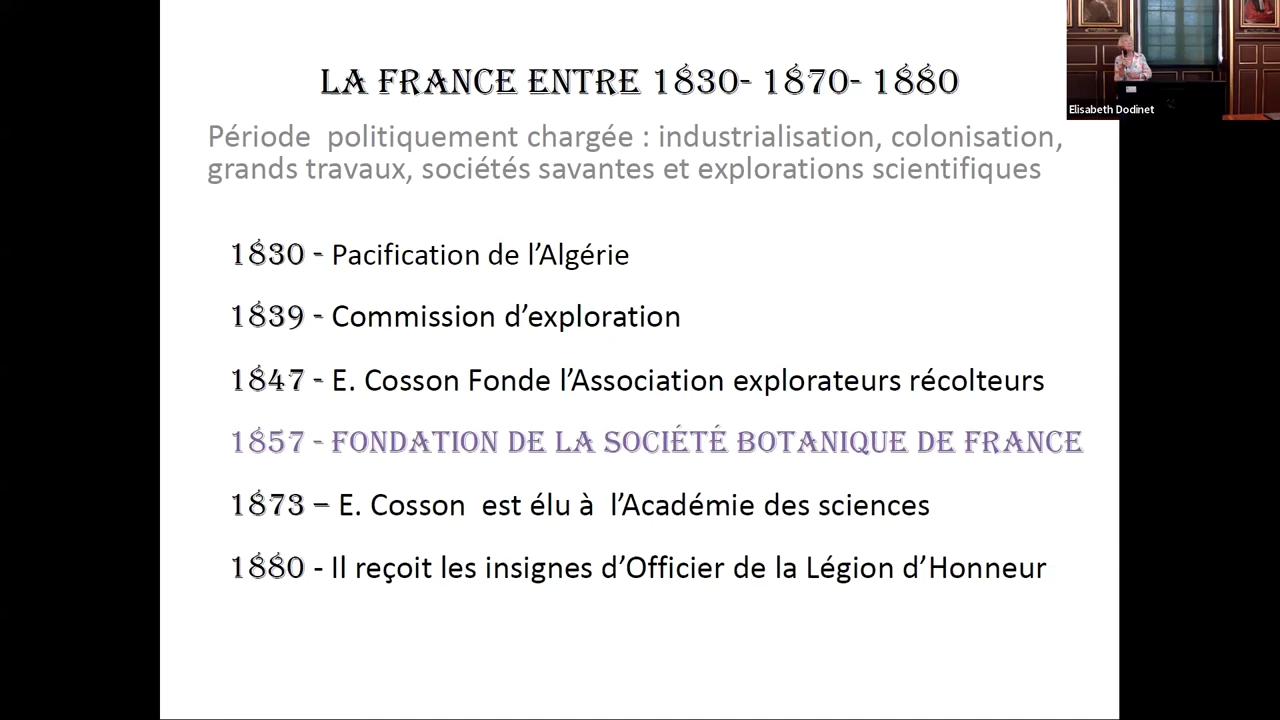 LA FRANCE ENTRE 1830- 1870- 1880
Période politiquement chargée : industrialisation, colonisation,
grands travaux, sociétés savantes et explorations scientifiques
1830 - Pacification de l’Algérie
1839 - Commission d’exploration
1847 - E. Cosson Fonde l’Association explorateurs récolteurs
1857 - FONDATION DE LA SOCIÉTÉ BOTANIQUE DE FRANCE
1873 – E. Cosson est élu à l’Académie des sciences
1880 - Il reçoit les insignes d’Officier de la Légion d’Honneur
Elisabeth Dodinet